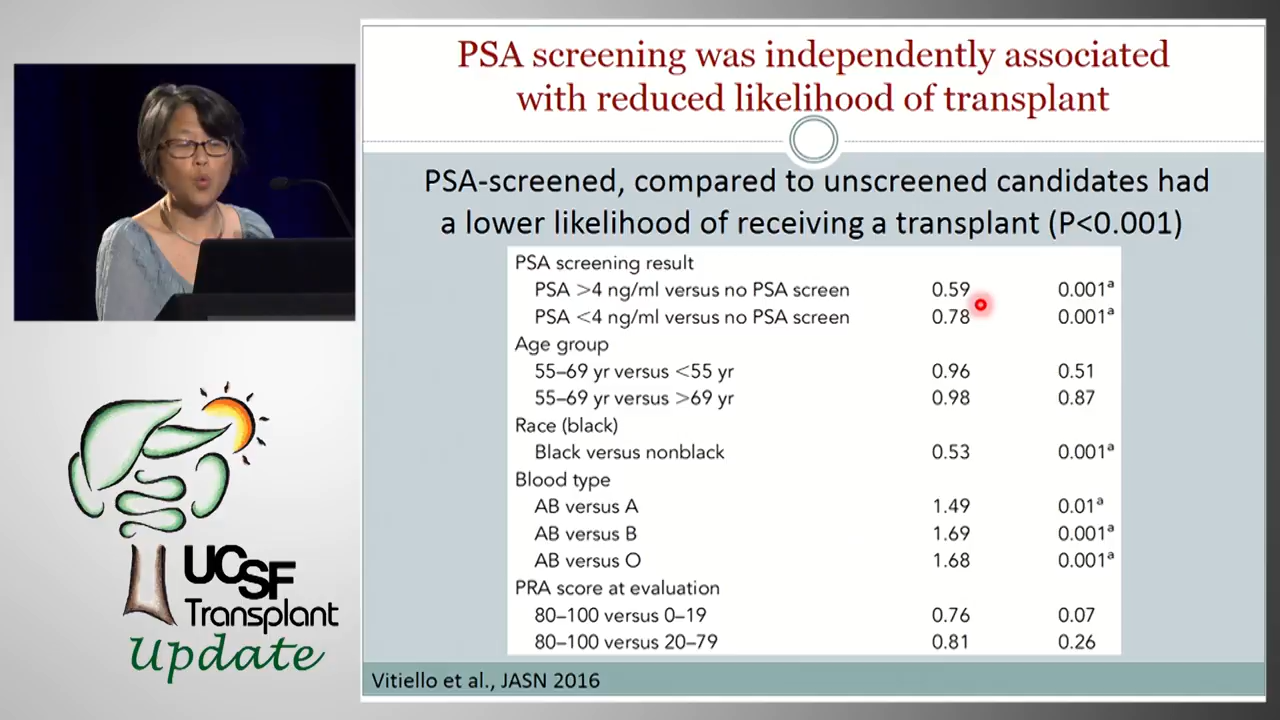 PSA screening was independently associated
with reduced likelihood of transplant
PSA-screened, compared to unscreened candidates had
a lower likelihood of receiving a transplant (P<0.001)
PSA screening result
PSA >4 ng/ml versus no PSA screen 0.59 0.001ª
PSA <4 ng/ml versus no PSA screen 0.78 0.001ª
Age group
55–69 yr versus <55 yr 0.96 0.51
55–69 yr versus >69 yr 0.98 0.87
Race (black)
Black versus nonblack 0.53 0.001ª
Blood type
AB versus A 1.49 0.01ª
AB versus B 1.69 0.001ª
AB versus O 1.68 0.001ª
PRA score at evaluation
80–100 versus 0–19 0.76 0.07
80–100 versus 20–79 0.81 0.26
Vitiello et al., JASN 2016
UCSF
Transplant
Update